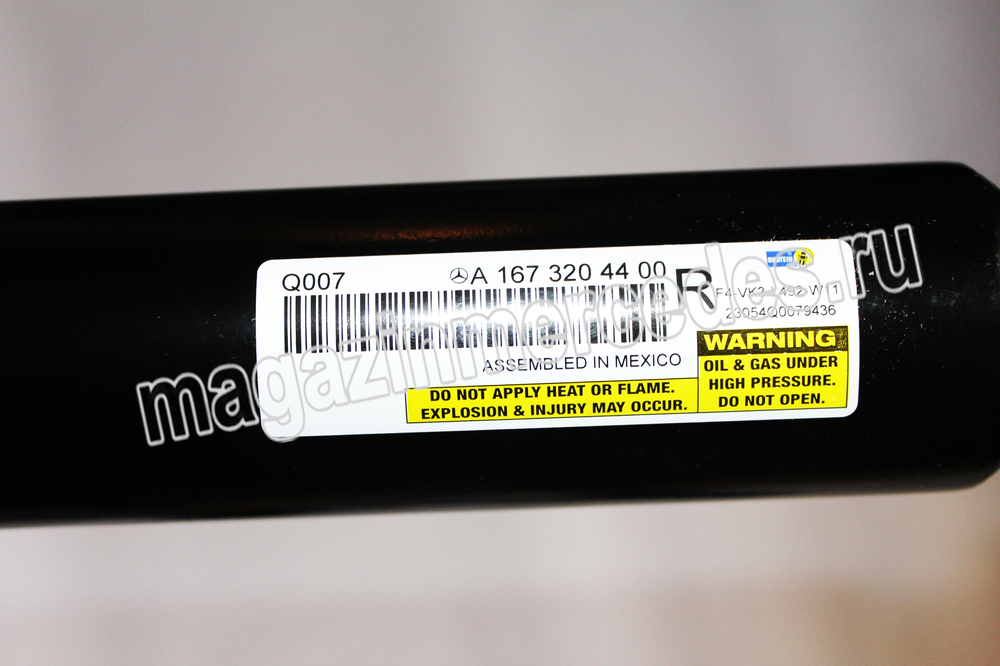 Q007
A 167 320 44 00
R
BILSTEIN
23054Q0079436
ASSEMBLED IN MEXICO
DO NOT APPLY HEAT OR FLAME.
EXPLOSION & INJURY MAY OCCUR.
WARNING
OIL & GAS UNDER
HIGH PRESSURE.
DO NOT OPEN.
magazinmercedes.ru